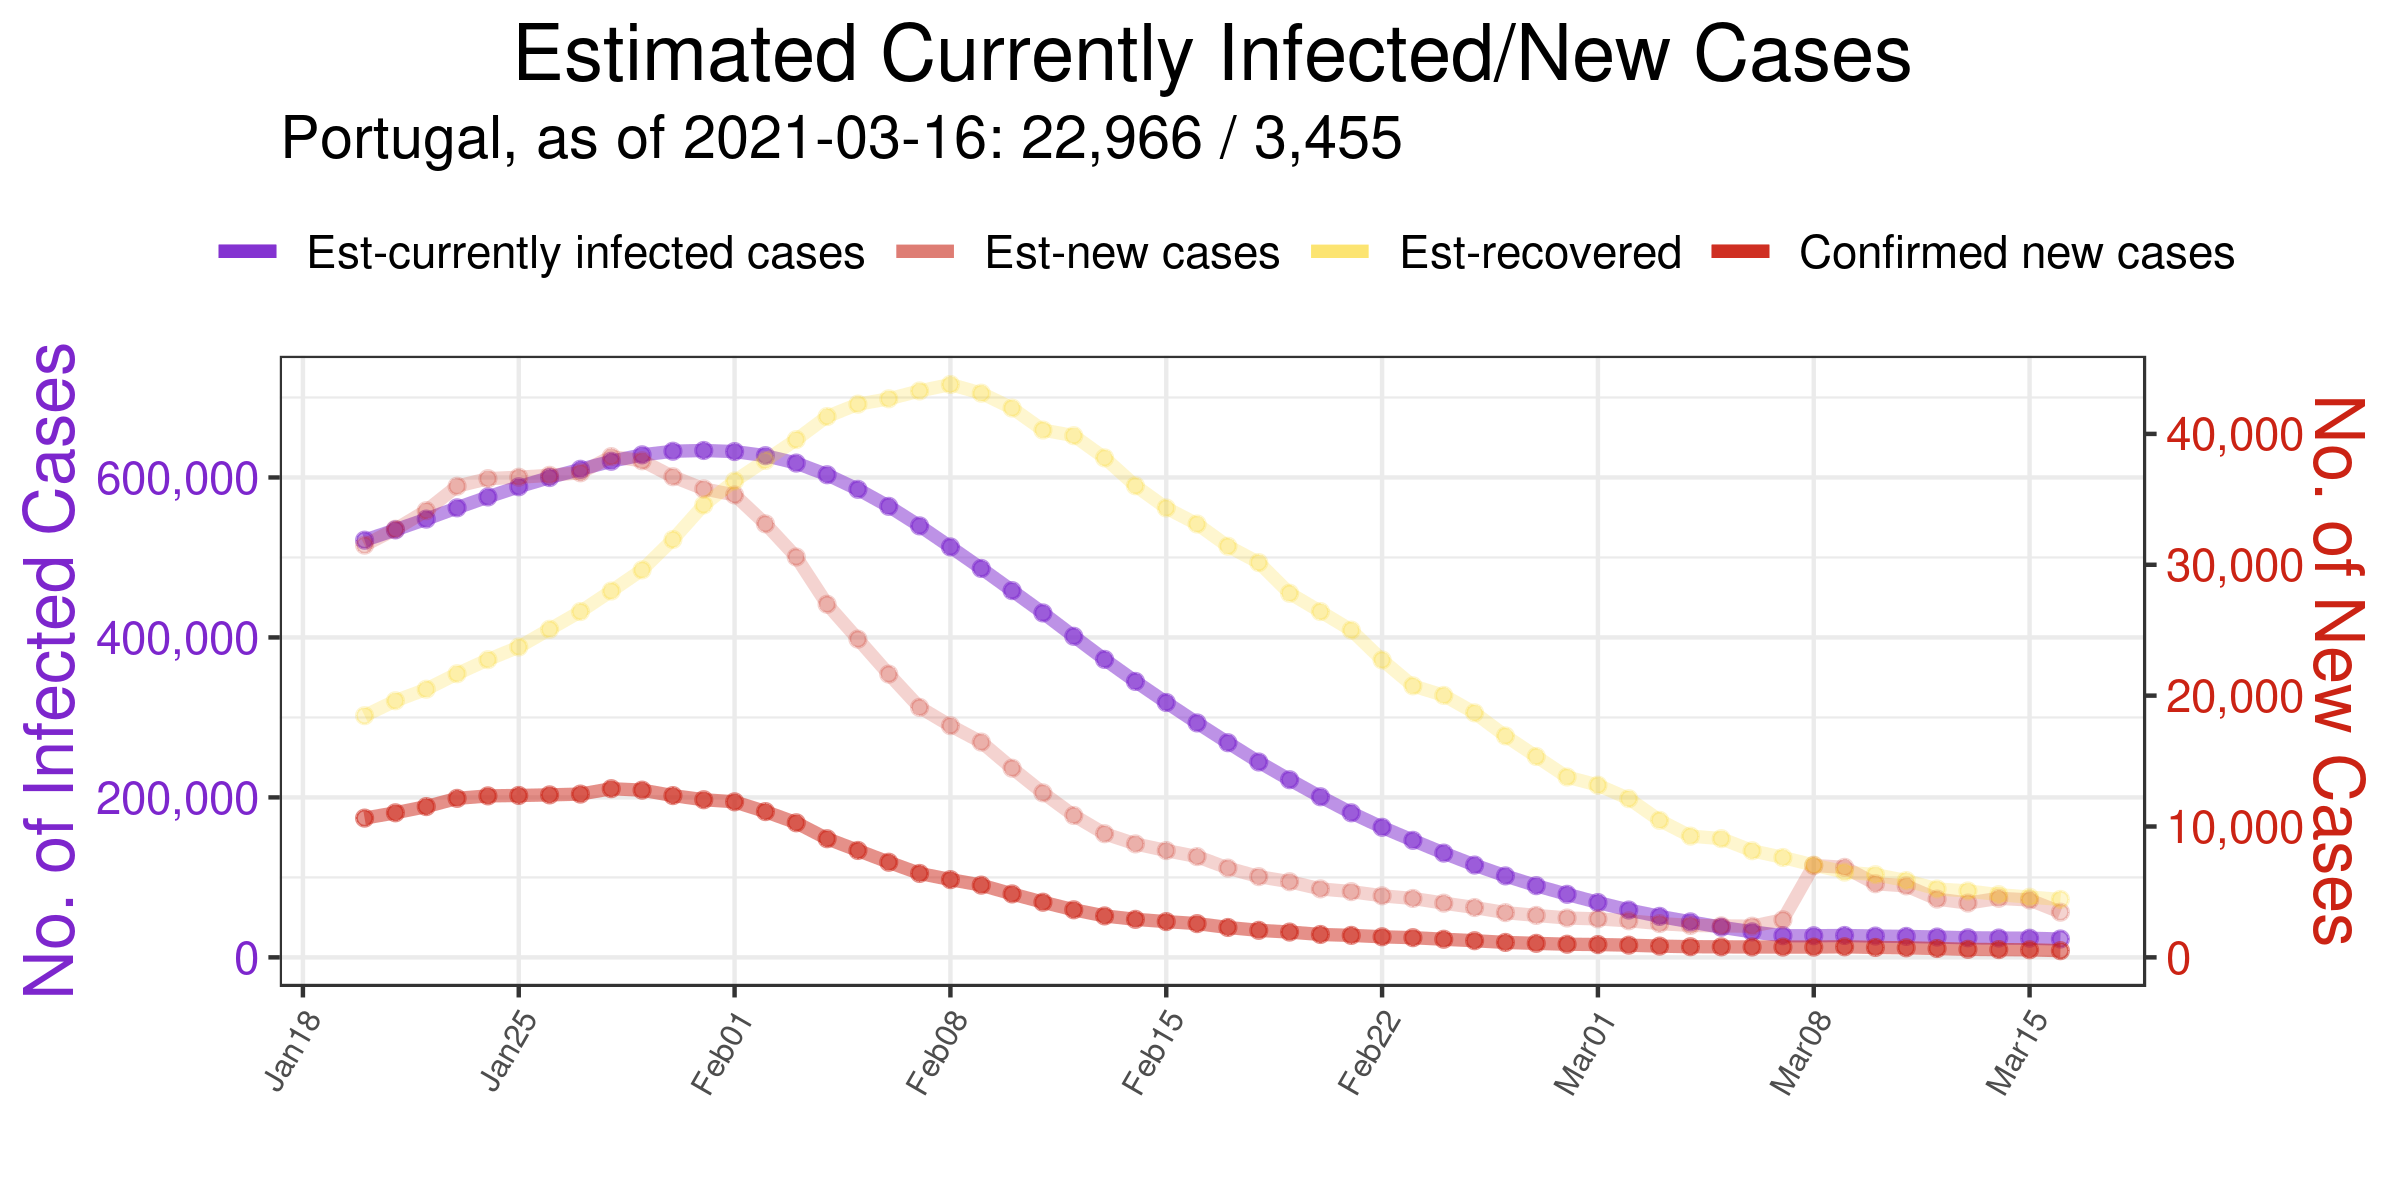 Estimated Currently Infected/New Cases
Portugal, as of 2021-03-16: 22,966 / 3,455
Est-currently infected cases Est-new cases Est-recovered Confirmed new cases
No. of Infected Cases
600,000
400,000
200,000
0
40,000
30,000
20,000
10,000
0
No. of New Cases
Jan18 Jan25 Feb01 Feb08 Feb15 Feb22 Mar01 Mar08 Mar15